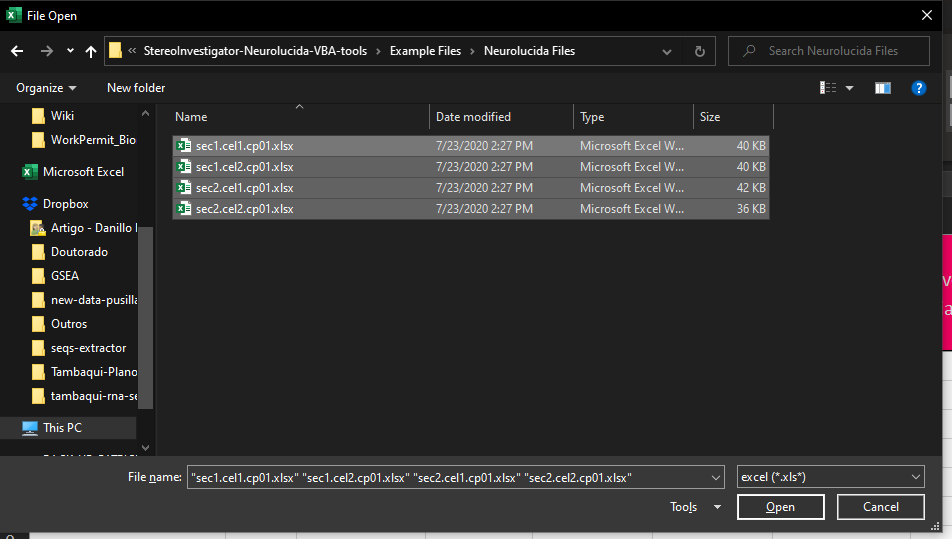 File Open
« StereoInvestigator-Neurolucida-VBA-tools › Example Files › Neurolucida Files
Search Neurolucida Files
Organize
New folder
?
Wiki
WorkPermit_Bio
Microsoft Excel
Dropbox
Artigo - Danillo
Doutorado
GSEA
new-data-pusilla
Outros
seqs-extractor
Tambaqui-Plano
tambaqui-rna-se
This PC
Name Date modified Type Size
sec1.cel1.cp01.xlsx 7/23/2020 2:27 PM Microsoft Excel W... 40 KB
sec1.cel2.cp01.xlsx 7/23/2020 2:27 PM Microsoft Excel W... 40 KB
sec2.cel1.cp01.xlsx 7/23/2020 2:27 PM Microsoft Excel W... 42 KB
sec2.cel2.cp01.xlsx 7/23/2020 2:27 PM Microsoft Excel W... 36 KB
File name: "sec1.cel1.cp01.xlsx" "sec1.cel2.cp01.xlsx" "sec2.cel1.cp01.xlsx" "sec2.cel2.cp01.xlsx"
excel (*.xls*)
Tools
Open
Cancel